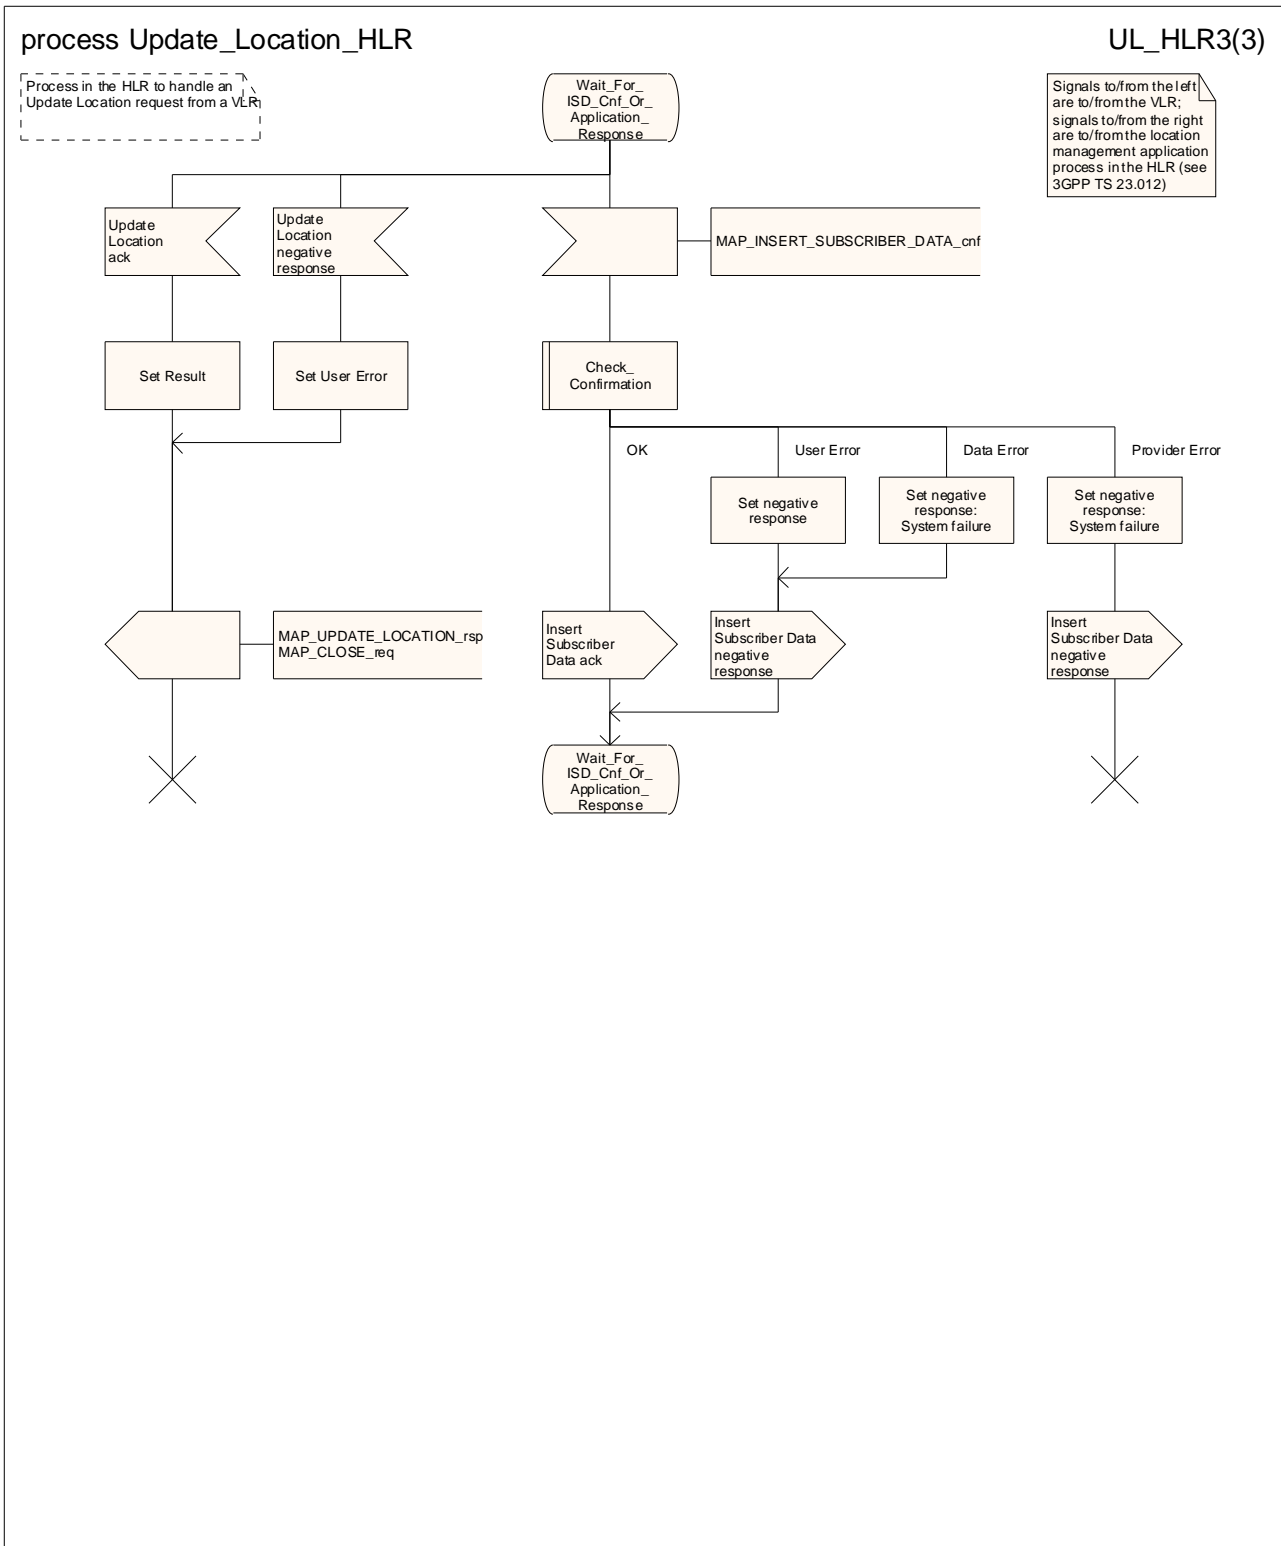 process Update_Location_HLR
UL_HLR3(3)
Process in the HLR to handle an
Update Location request from a VLR
Wait_For_
ISD_Cnf_Or_
Application_
Response
Signals to/from the left
are to/from the VLR;
signals to/from the right
are to/from the location
management application
process in the HLR (see
3GPP TS 23.012)
Update
Location
ack
Update
Location
negative
response
MAP_INSERT_SUBSCRIBER_DATA_cnf
Set Result
Set User Error
Check_
Confirmation
OK
User Error
Data Error
Provider Error
Set negative
response
Set negative
response:
System failure
Set negative
response:
System failure
MAP_UPDATE_LOCATION_rsp
MAP_CLOSE_req
Insert
Subscriber
Data ack
Insert
Subscriber Data
negative
response
Insert
Subscriber Data
negative
response
Wait_For_
ISD_Cnf_Or_
Application_
Response